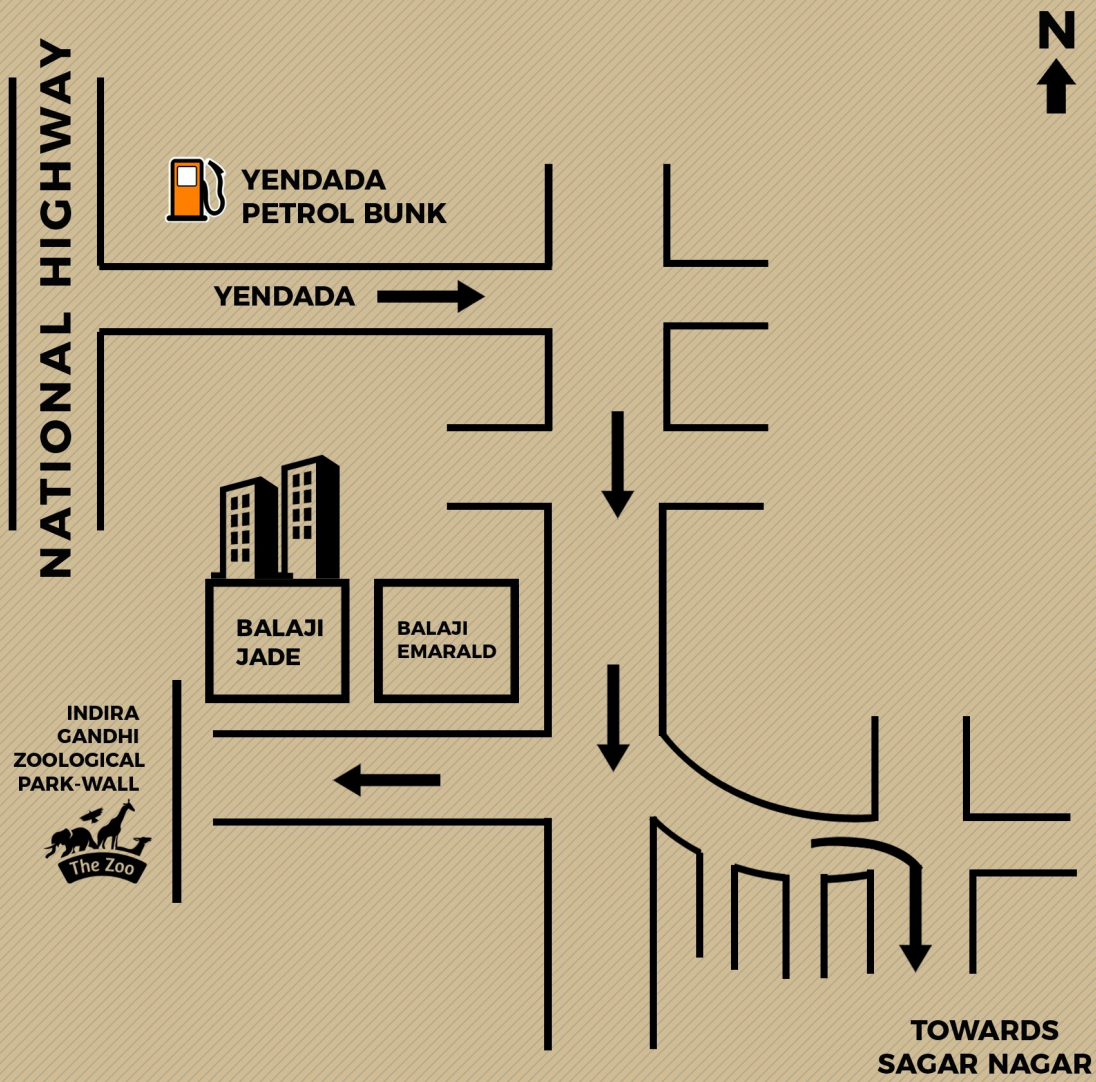 N
NATIONAL HIGHWAY
YENDADA
PETROL BUNK
YENDADA
BALAJI
JADE
BALAJI
EMARALD
INDIRA
GANDHI
ZOOLOGICAL
PARK-WALL
The Zoo
TOWARDS
SAGAR NAGAR